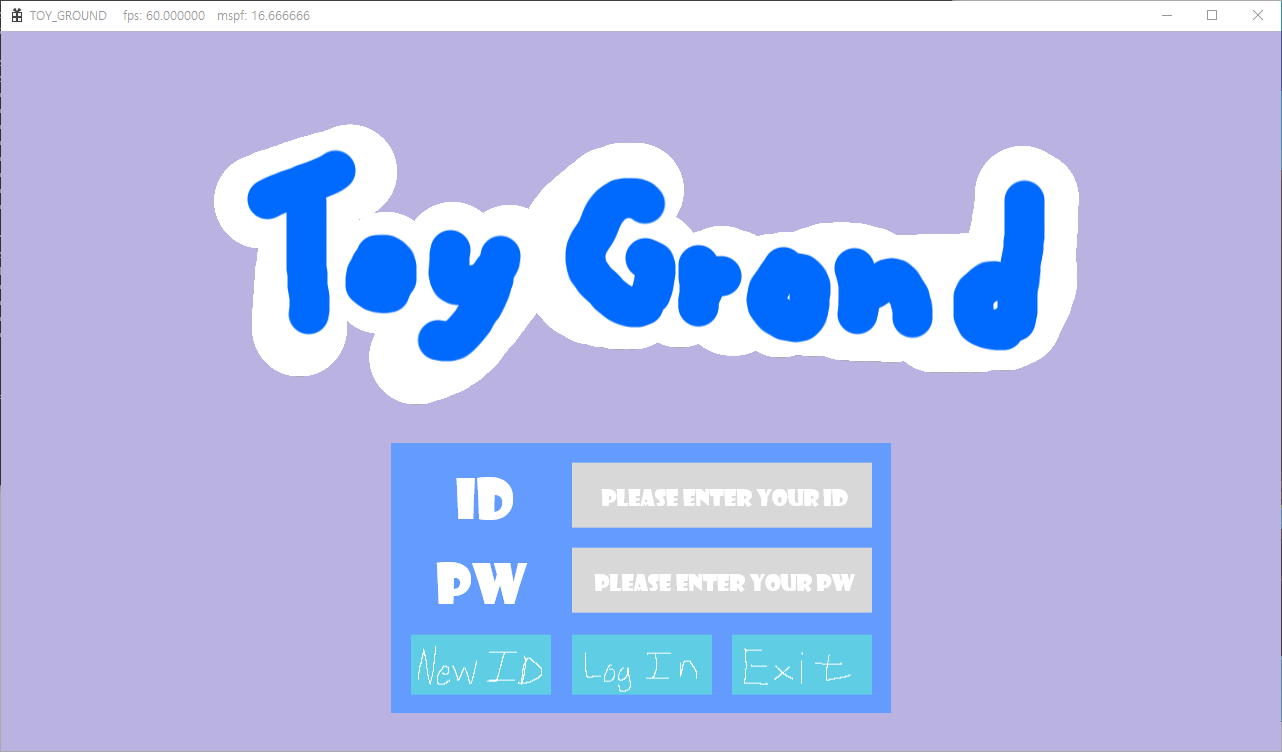 TOY_GROUND fps: 60.000000 mspf: 16.666666
Toy Grond
ID PLEASE ENTER YOUR ID
PW PLEASE ENTER YOUR PW
New ID Log In Exit